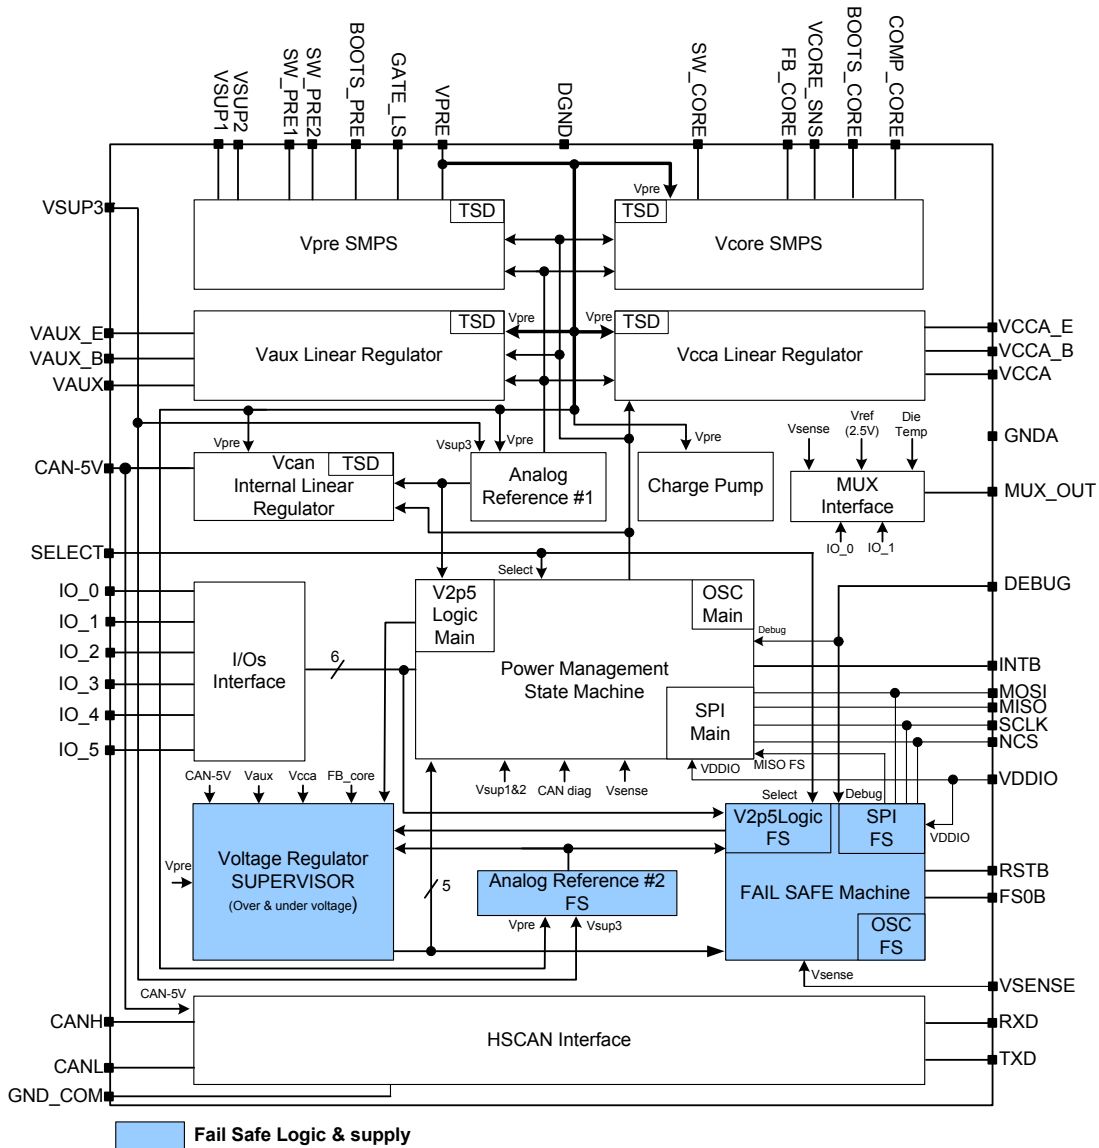 VSUP1
VSUP2
SW_PRE1
SW_PRE2
BOOTS_PRE
GATE_LS
VPRE
DGND
SW_CORE
FB_CORE
VCORE_SNS
BOOTS_CORE
COMP_CORE
VSUP3
TSD
Vpre SMPS
Vpre
TSD
Vcore SMPS
VAUX_E
VAUX_B
VAUX
TSD
Vaux Linear Regulator
Vpre
Vpre
TSD
Vcca Linear Regulator
VCCA_E
VCCA_B
VCCA
GNDA
CAN-5V
Vpre
Vcan
Internal Linear
Regulator
TSD
Vsup3
Vpre
Analog
Reference #1
Vpre
Charge Pump
Vsense
Vref
(2.5V)
Die
Temp
MUX
Interface
IO_0
IO_1
MUX_OUT
SELECT
Select
DEBUG
IO_0
IO_1
IO_2
IO_3
IO_4
IO_5
I/Os
Interface
6
V2p5
Logic
Main
OSC
Main
Debug
Power Management
State Machine
SPI
Main
INTB
MOSI
MISO
SCLK
NCS
VDDIO
MISO FS
VDDIO
CAN-5V
Vaux
Vcca
FB_core
Vsup1&2
CAN diag
Vsense
Select
Debug
Vpre
Voltage Regulator
SUPERVISOR
(Over & under voltage)
5
Analog Reference #2
FS
Vpre
Vsup3
V2p5Logic
FS
SPI
FS
VDDIO
FAIL SAFE Machine
OSC
FS
RSTB
FS0B
Vsense
VSENSE
CAN-5V
CANH
CANL
GND_COM
HSCAN Interface
RXD
TXD
Fail Safe Logic & supply